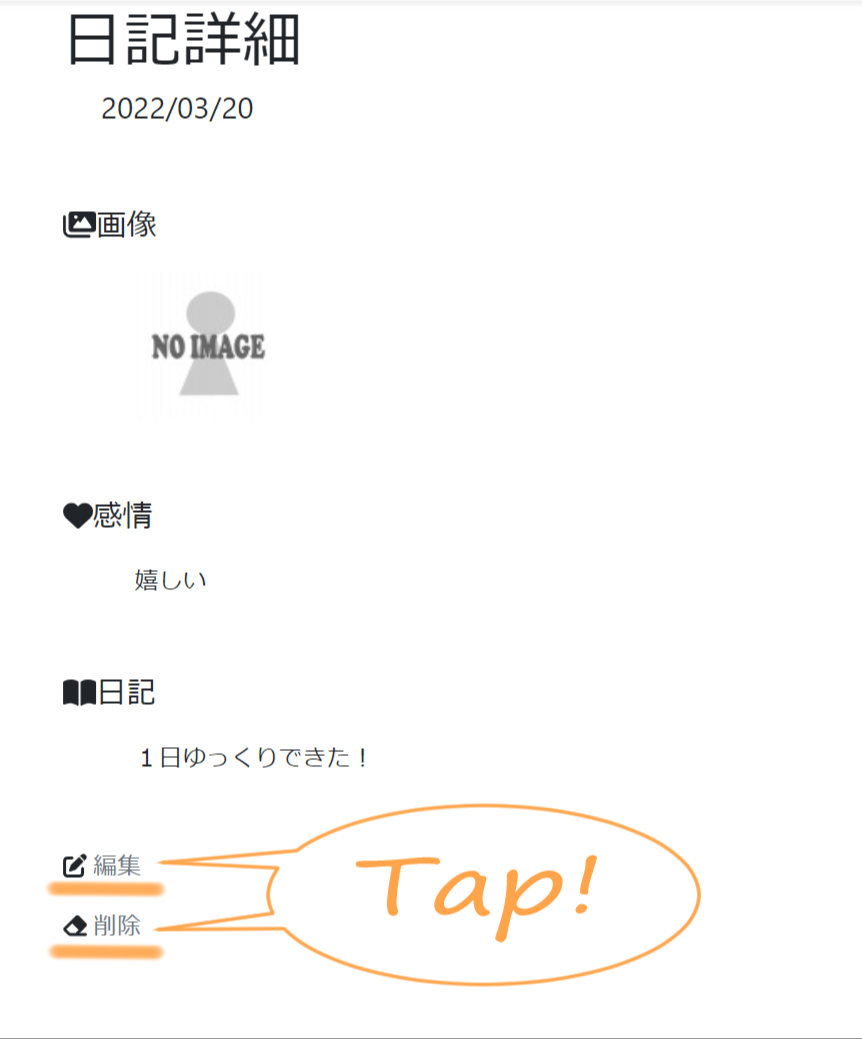 日記詳細
2022/03/20
画像
NO IMAGE
感情
嬉しい
日記
１日ゆっくりできた！
編集
Tap!
削除